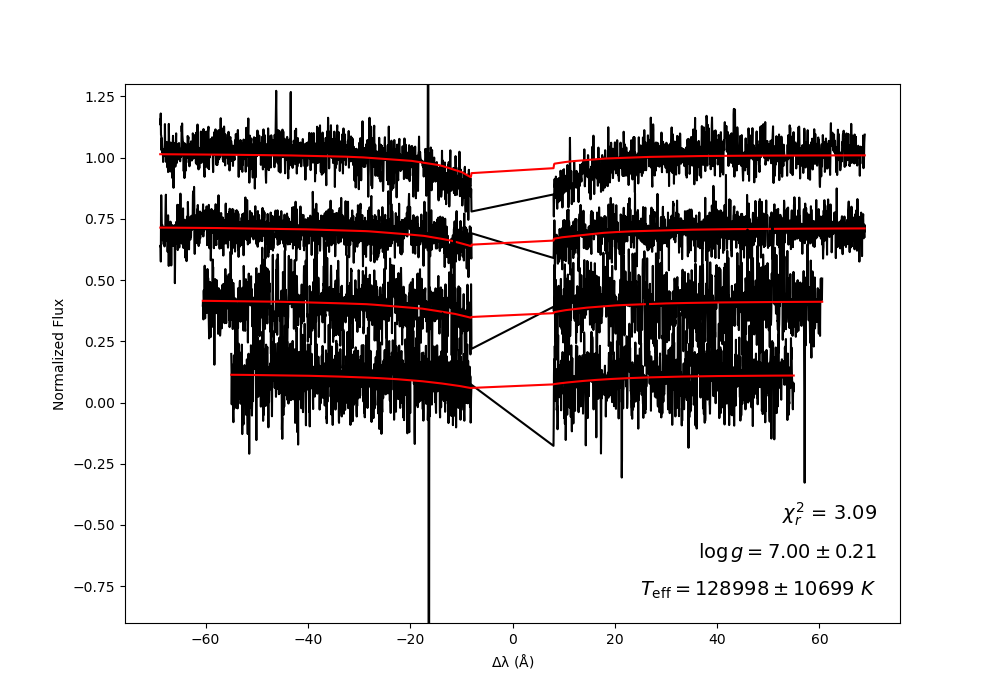 1.25
1.00
0.75
0.50
0.25
0.00
−0.25
−0.50
−0.75
Normalized Flux
χ²ᵣ = 3.09
log g = 7.00 ± 0.21
T_eff = 128998 ± 10699 K
−60 −40 −20 0 20 40 60
Δλ (Å)